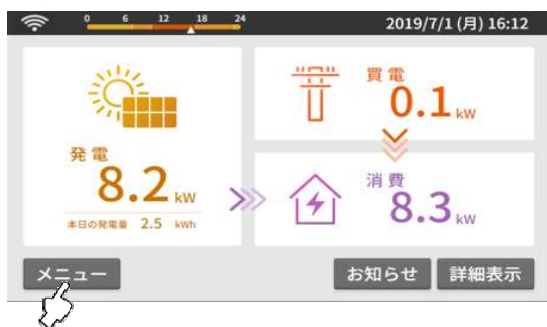 0 6 12 18 24
2019/7/1 (月) 16:12
発電
8.2 kW
本日の発電量 2.5 kWh
買電
0.1 kW
消費
8.3 kW
メニュー
お知らせ
詳細表示